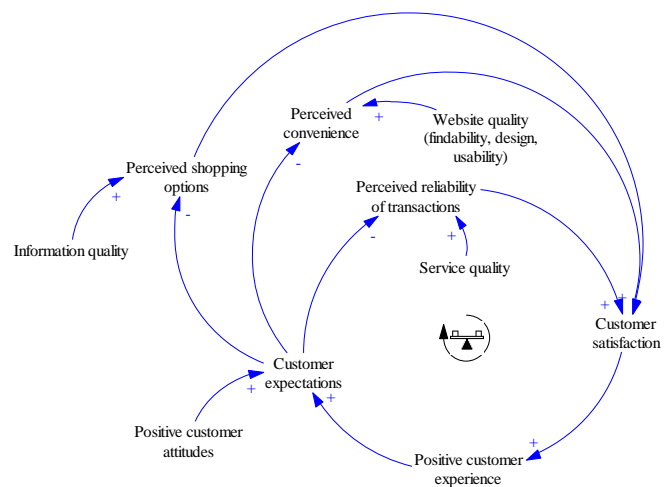 Perceived
convenience
Website quality
(findability, design,
usability)
+
-
Perceived shopping
options
+
-
Perceived reliability
of transactions
-
+
Information quality
Service quality
+
+
Customer
satisfaction
Customer
expectations
+
+
Positive customer
attitudes
+
Positive customer
experience